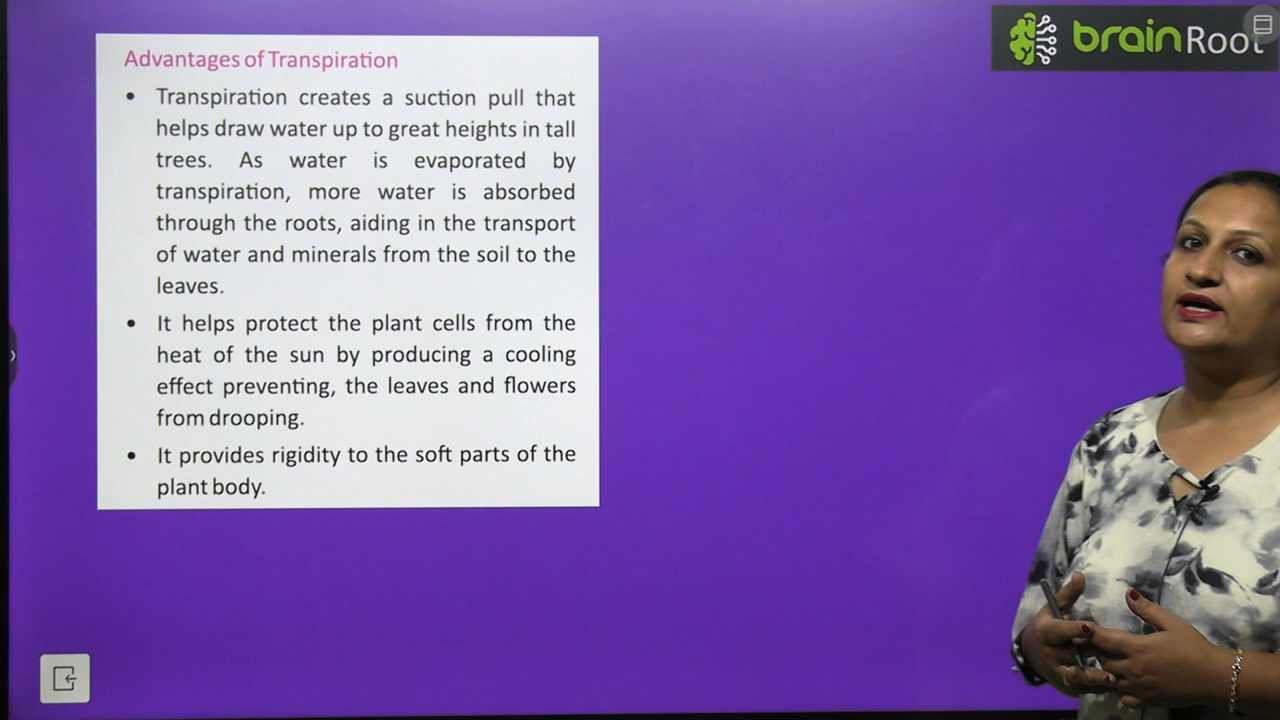 Advantages of Transpiration
• Transpiration creates a suction pull that
helps draw water up to great heights in tall
trees. As water is evaporated by
transpiration, more water is absorbed
through the roots, aiding in the transport
of water and minerals from the soil to the
leaves.
• It helps protect the plant cells from the
heat of the sun by producing a cooling
effect preventing, the leaves and flowers
from drooping.
• It provides rigidity to the soft parts of the
plant body.
brainRoot